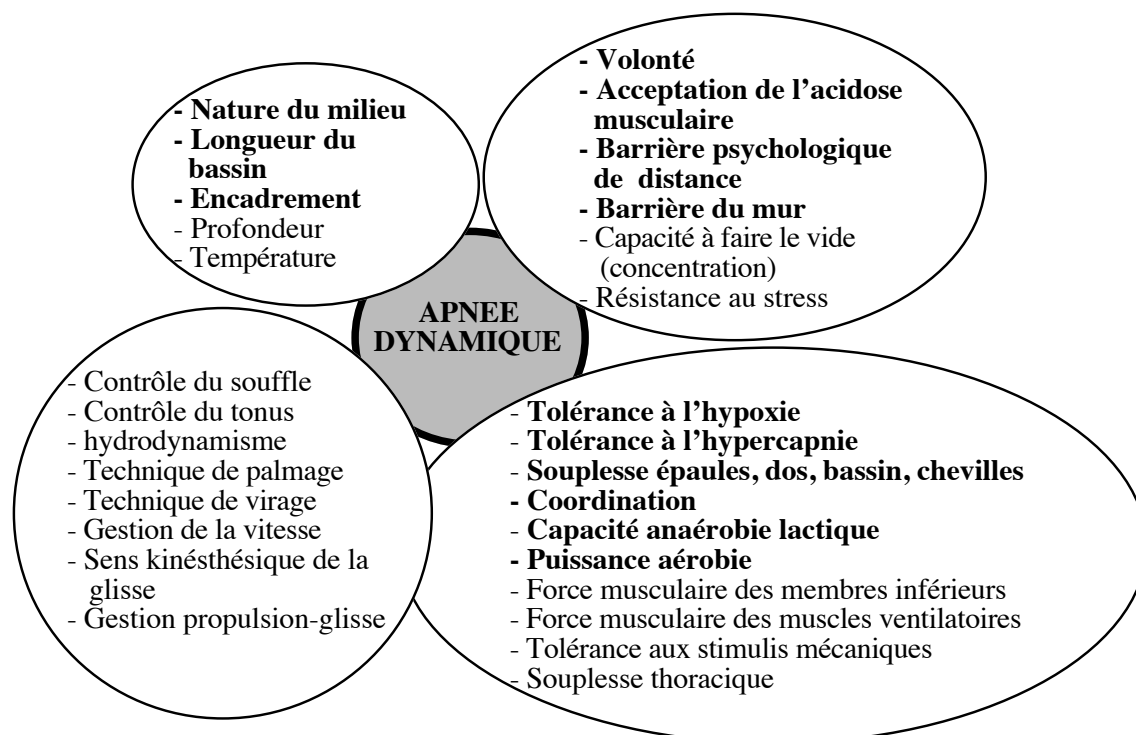 - Nature du milieu
- Longueur du
bassin
- Encadrement
- Profondeur
- Température
- Volonté
- Acceptation de l’acidose
musculaire
- Barrière psychologique
de distance
- Barrière du mur
- Capacité à faire le vide
(concentration)
- Résistance au stress
APNEE
DYNAMIQUE
- Contrôle du souffle
- Contrôle du tonus
- hydrodynamisme
- Technique de palmage
- Technique de virage
- Gestion de la vitesse
- Sens kinésthésique de la
glisse
- Gestion propulsion-glisse
- Tolérance à l’hypoxie
- Tolérance à l’hypercapnie
- Souplesse épaules, dos, bassin, chevilles
- Coordination
- Capacité anaérobie lactique
- Puissance aérobie
- Force musculaire des membres inférieurs
- Force musculaire des muscles ventilatoires
- Tolérance aux stimulis mécaniques
- Souplesse thoracique